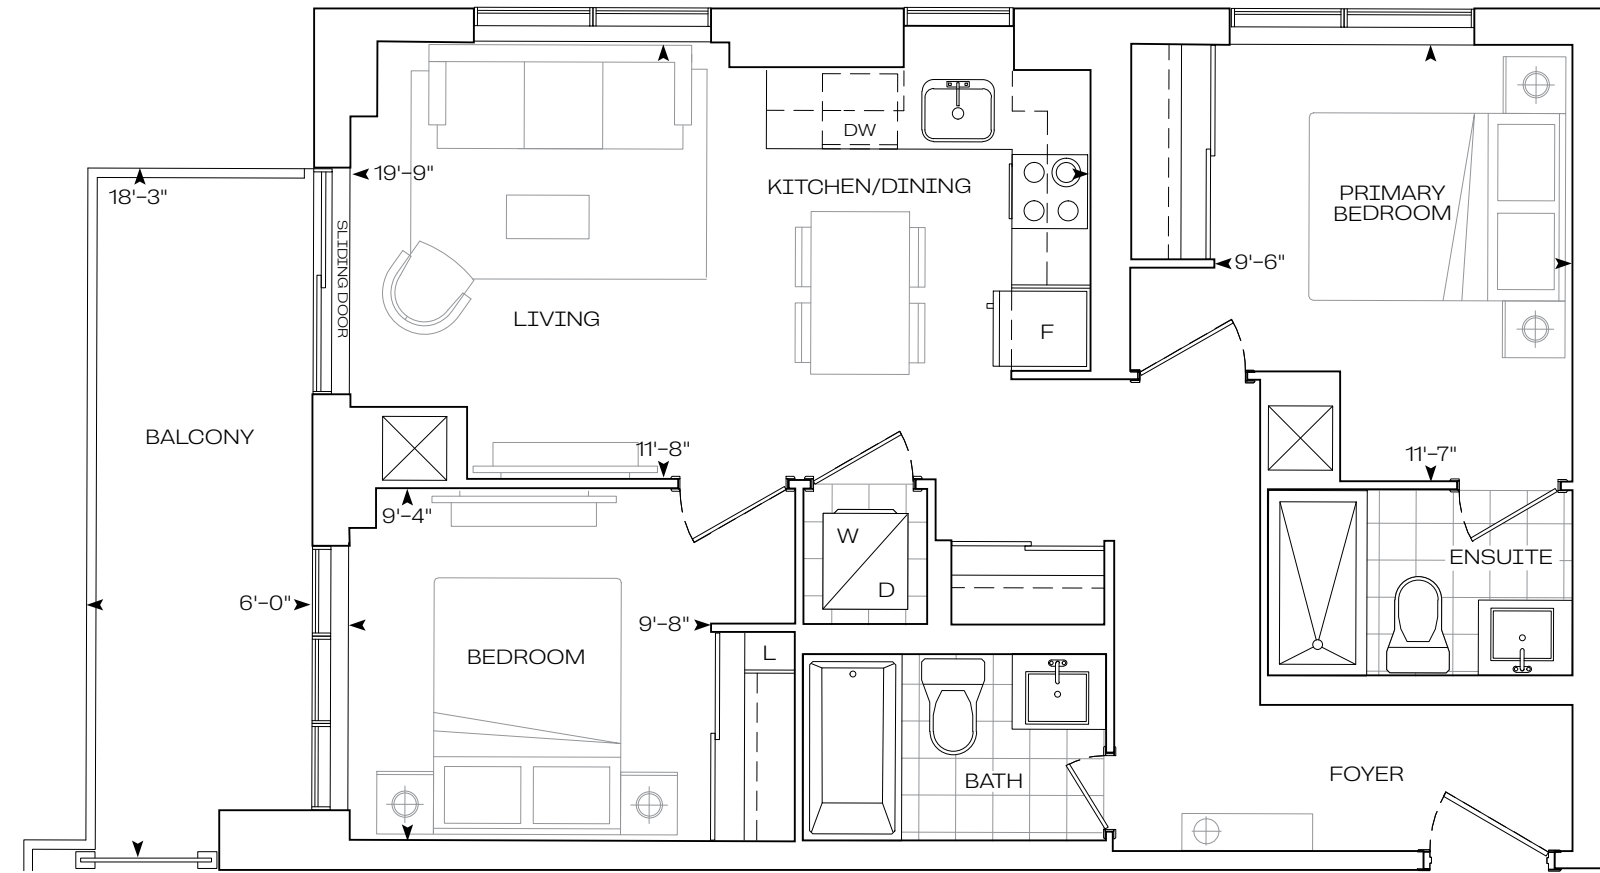 18'-3"
19'-9"
SLIDING DOOR
DW
KITCHEN/DINING
PRIMARY
BEDROOM
9'-6"
LIVING
F
BALCONY
11'-8"
11'-7"
9'-4"
W
D
ENSUITE
6'-0"
9'-8"
BEDROOM
L
BATH
FOYER